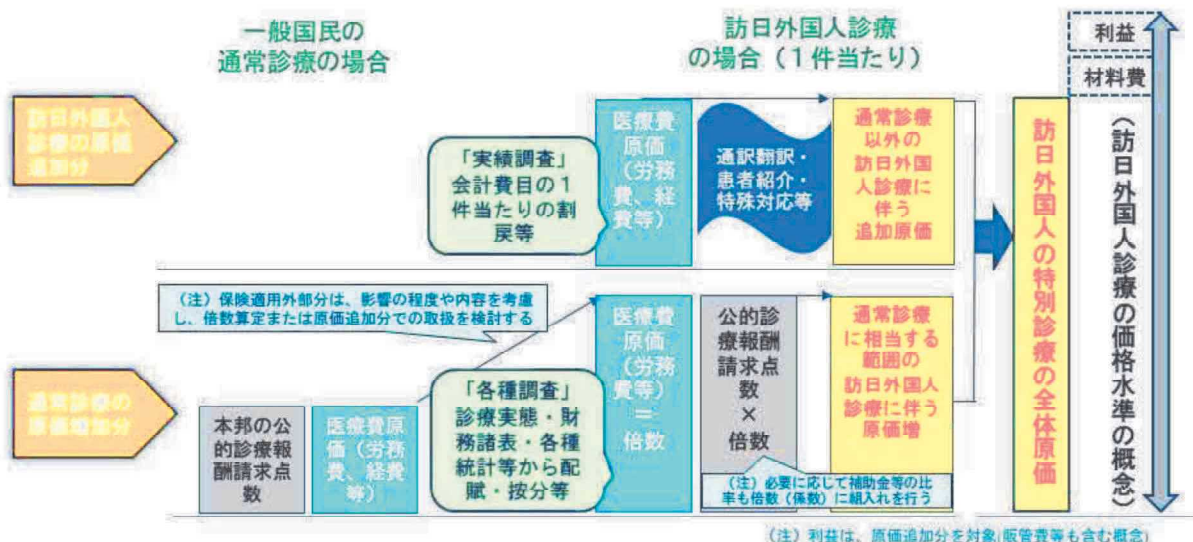 一般国民の
通常診療の場合
訪日外国人診療
の場合（１件当たり）
利益
材料費
訪日外国人
診療の原価
追加分
「実績調査」
会計費目の１
件当たりの割
戻等
医療費
原価
（労務
費、経
費等）
通訳翻訳・
患者紹介・
特殊対応等
通常診療
以外の
訪日外国
人診療に
伴う
追加原価
訪日外国人の特別診療の全体原価
（訪日外国人診療の価格水準の概念）
（注）保険適用外部分は、影響の程度や内容を考慮
し、倍数算定または原価追加分での取扱を検討する
通常診療の
原価増加分
本邦の公
的診療報
酬請求点
数
医療費原
価（労務
費、経費
等）
「各種調査」
診療実態・財
務諸表・各種
統計等から配
賦・按分等
医療費
原価
（労務
費等）
＝
倍数
公的診
療報酬
請求点
数
×
倍数
通常診療
に相当する
範囲の
訪日外国人
診療に伴う
原価増
（注）必要に応じて補助金等の比
率も倍数（係数）に組入れを行う
（注）利益は、原価追加分を対象(販管費等も含む概念)